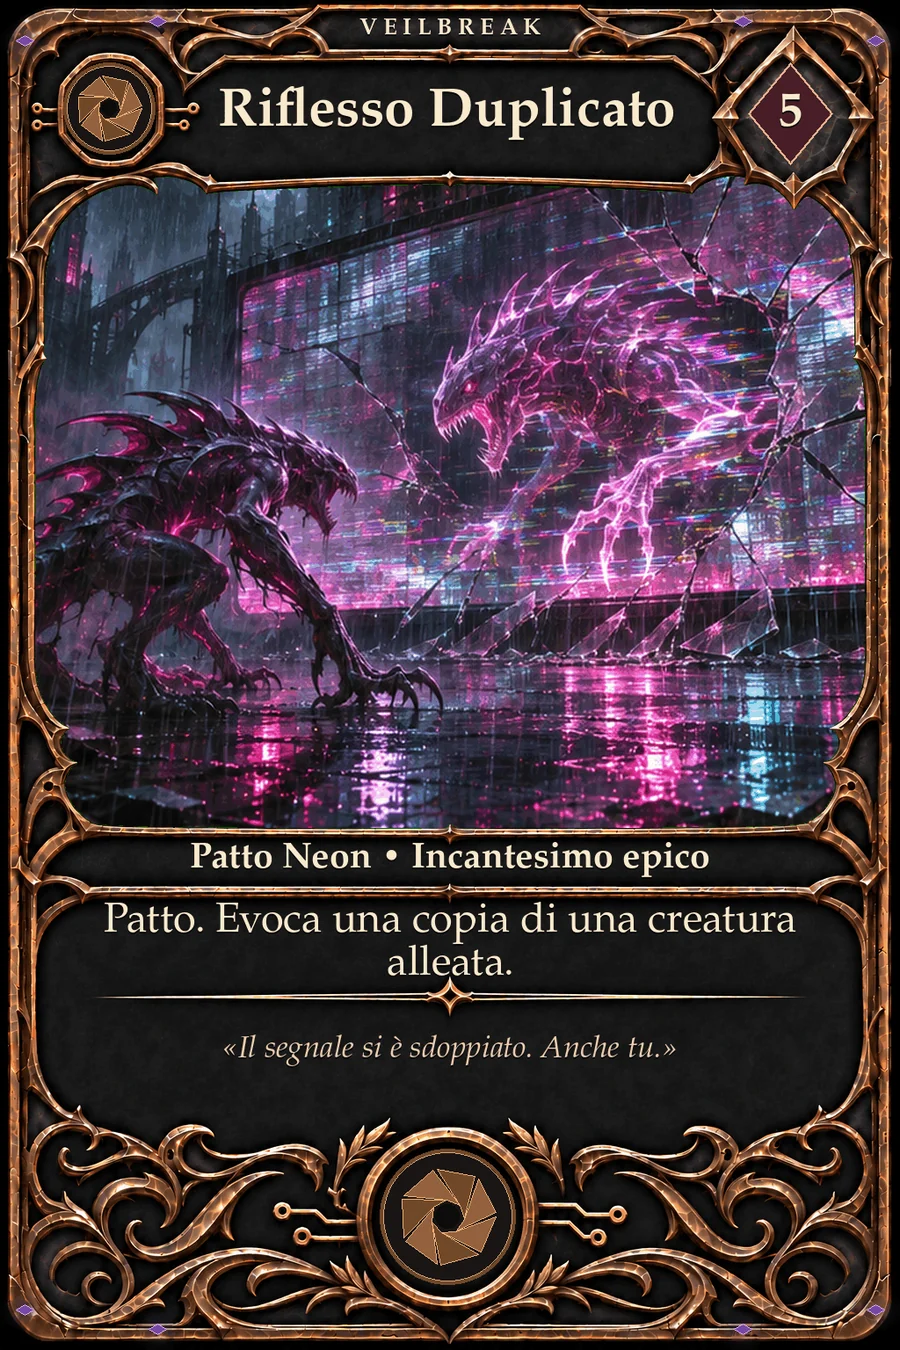 VEILBREAK
Riflesso Duplicato
5
Patto Neon • Incantesimo epico
Patto. Evoca una copia di una creatura
alleata.
«Il segnale si è sdoppiato. Anche tu.»